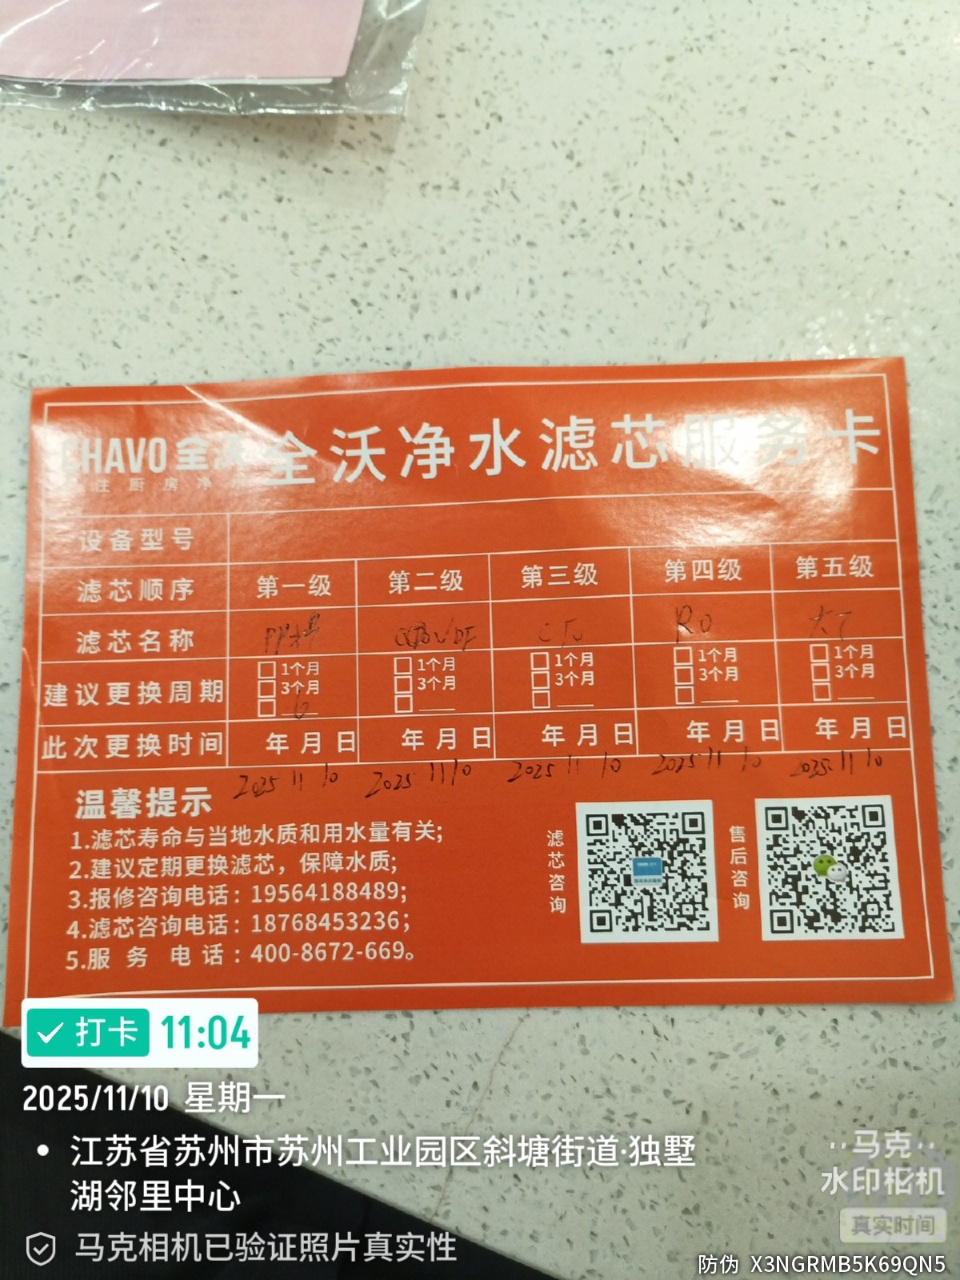 CHAVO 全沃 全沃净水滤芯服务卡
设备型号
滤芯顺序 第一级 第二级 第三级 第四级 第五级
滤芯名称 PP棉 RO
建议更换周期 1个月 1个月 1个月 1个月 1个月
3个月 3个月 3个月 3个月 3个月
6
此次更换时间 年 月 日 年 月 日 年 月 日 年 月 日 年 月 日
2025 11 10 2025 11 10 2025 11 10 2025 11 10 2025 11 10
温馨提示
1.滤芯寿命与当地水质和用水量有关;
2.建议定期更换滤芯，保障水质;
3.报修咨询电话：19564188489;
4.滤芯咨询电话：18768453236;
5.服务电话：400-8672-669。
滤芯咨询
售后咨询
打卡 11:04
2025/11/10 星期一
江苏省苏州市苏州工业园区斜塘街道·独墅
湖邻里中心
马克相机已验证照片真实性
马克
水印相机
真实时间
防伪 X3NGRMB5K69QN5